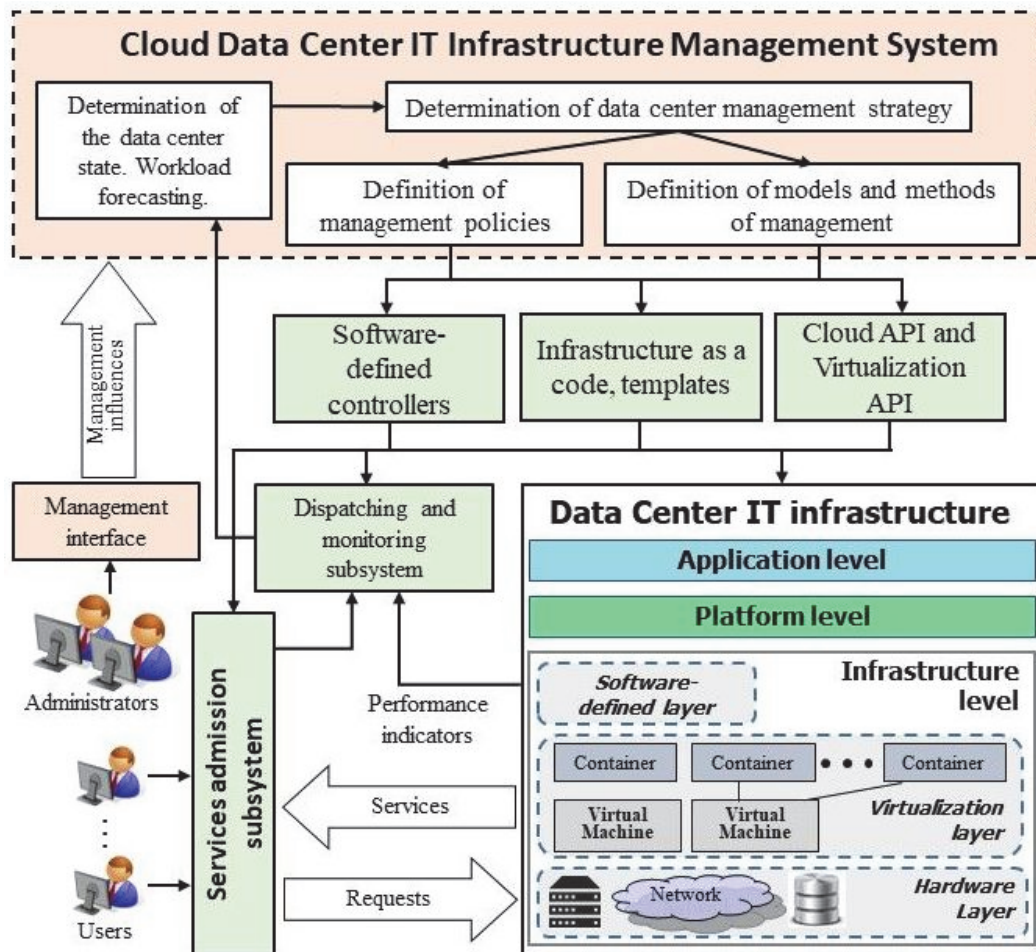 Cloud Data Center IT Infrastructure Management System
Determination of
the data center
state. Workload
forecasting.
Determination of data center management strategy
Definition of
management policies
Definition of models and methods
of management
Management
influences
Software-
defined
controllers
Infrastructure as a
code, templates
Cloud API and
Virtualization
API
Management
interface
Dispatching and
monitoring
subsystem
Data Center IT infrastructure
Application level
Platform level
Infrastructure
level
Software-
defined layer
Administrators
Services admission
subsystem
Performance
indicators
Container
Container
Container
Virtual
Machine
Virtual
Machine
Virtualization
layer
Services
Requests
Network
Hardware
Layer
Users